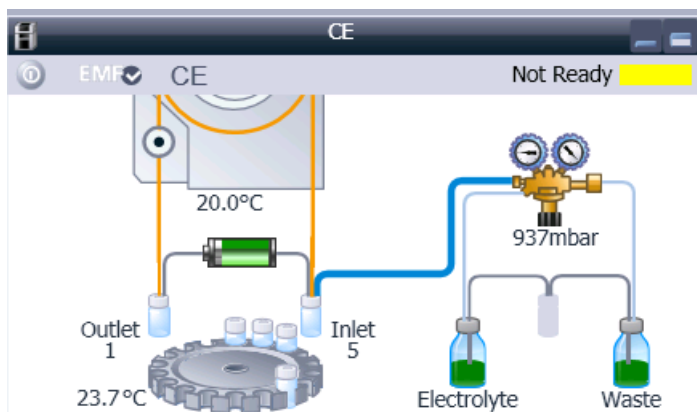 CE
EMF CE Not Ready
20.0°C
937mbar
Outlet
1
Inlet
5
23.7°C
Electrolyte
Waste